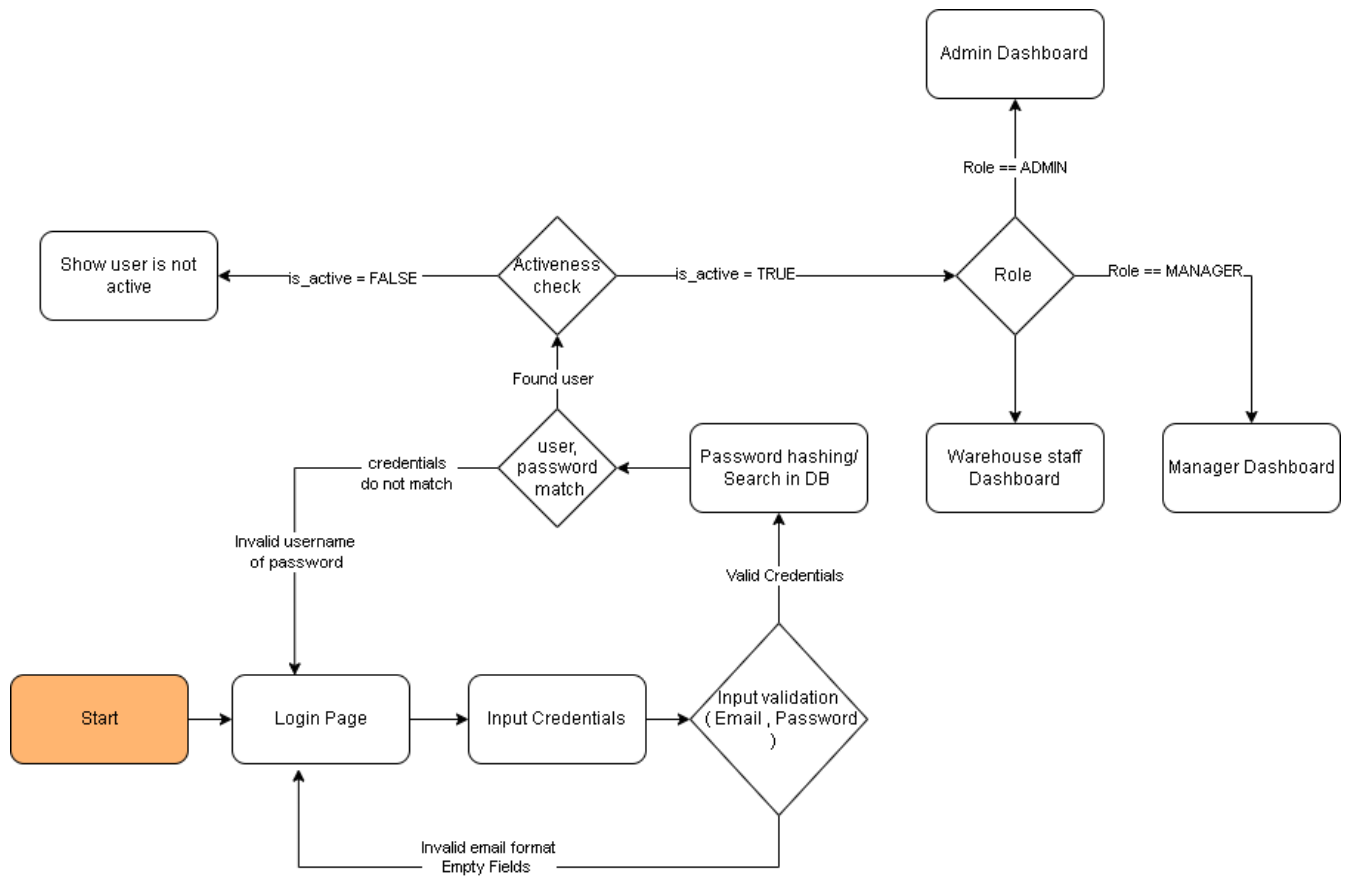 Admin Dashboard
Role == ADMIN
Show user is not
active
is_active = FALSE
Activeness
check
is_active = TRUE
Role
Role == MANAGER
Found user
credentials
do not match
user,
password
match
Password hashing/
Search in DB
Warehouse staff
Dashboard
Manager Dashboard
Invalid username
of password
Valid Credentials
Start
Login Page
Input Credentials
Input validation
( Email , Password
)
Invalid email format
Empty Fields